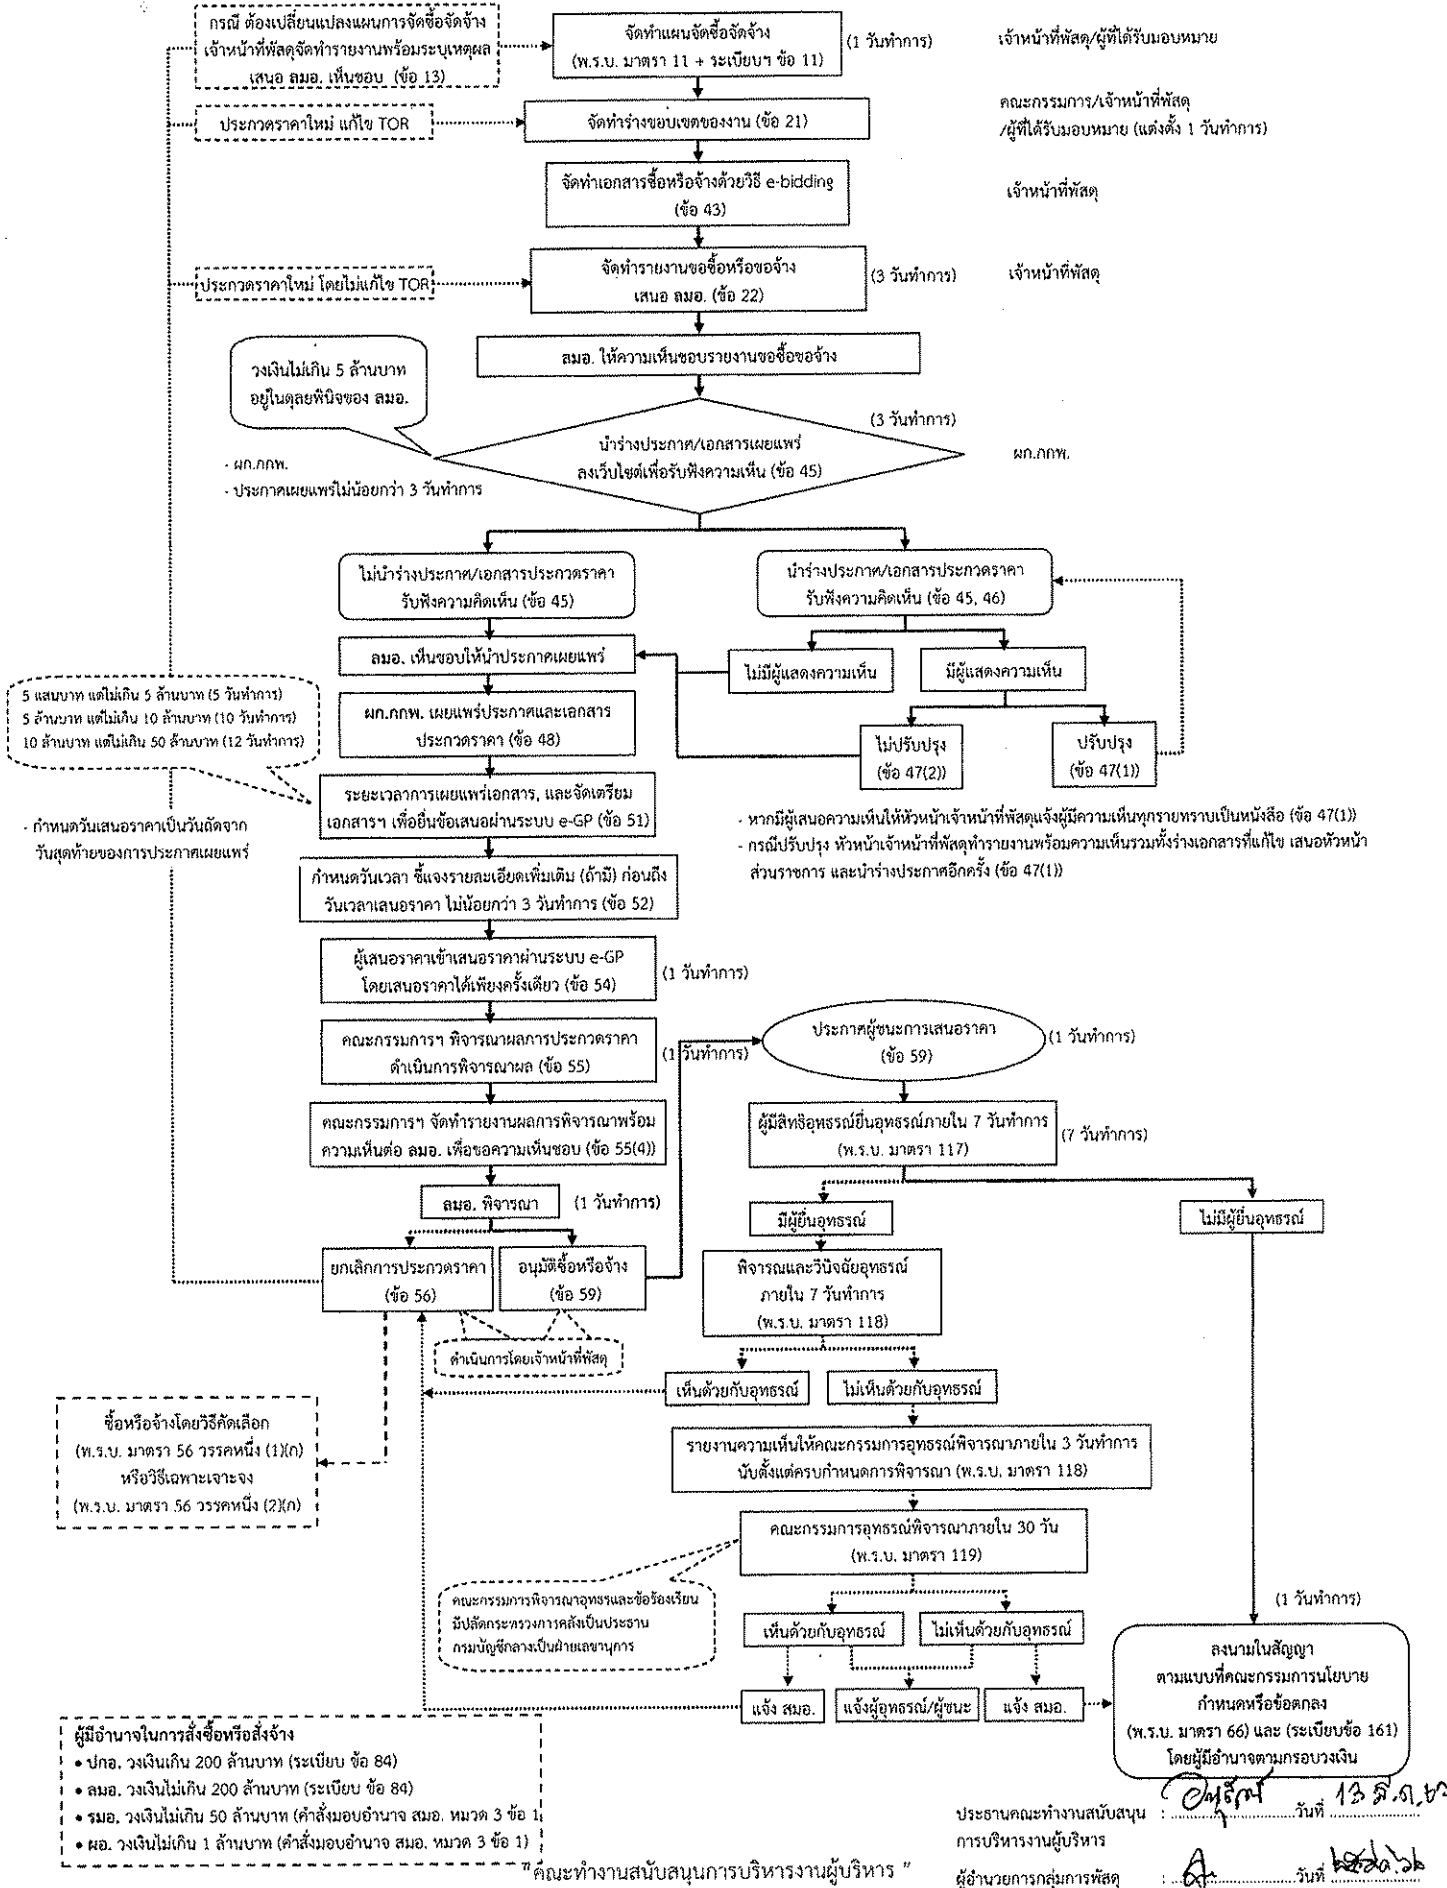 กรณี ต้องเปลี่ยนแปลงแผนการจัดซื้อจัดจ้าง
เจ้าหน้าที่พัสดุจัดทำรายงานพร้อมระบุเหตุผล
เสนอ ลมอ. เห็นชอบ (ข้อ 13)
จัดทำแผนจัดซื้อจัดจ้าง
(พ.ร.บ. มาตรา 11 + ระเบียบฯ ข้อ 11)
(1 วันทำการ)
เจ้าหน้าที่พัสดุ/ผู้ที่ได้รับมอบหมาย
ประกวดราคาใหม่ แก้ไข TOR
จัดทำร่างขอบเขตของงาน (ข้อ 21)
คณะกรรมการ/เจ้าหน้าที่พัสดุ
/ผู้ที่ได้รับมอบหมาย (แต่งตั้ง 1 วันทำการ)
จัดทำเอกสารซื้อหรือจ้างด้วยวิธี e-bidding
(ข้อ 43)
เจ้าหน้าที่พัสดุ
ประกวดราคาใหม่ โดยไม่แก้ไข TOR
จัดทำรายงานขอซื้อหรือขอจ้าง
เสนอ ลมอ. (ข้อ 22)
(3 วันทำการ)
เจ้าหน้าที่พัสดุ
ลมอ. ให้ความเห็นชอบรายงานขอซื้อขอจ้าง
วงเงินไม่เกิน 5 ล้านบาท
อยู่ในดุลยพินิจของ ลมอ.
(3 วันทำการ)
นำร่างประกาศ/เอกสารเผยแพร่
ลงเว็บไซต์เพื่อรับฟังความเห็น (ข้อ 45)
ผก.กกพ.
- ผก.กกพ.
- ประกาศเผยแพร่ไม่น้อยกว่า 3 วันทำการ
ไม่นำร่างประกาศ/เอกสารประกวดราคา
รับฟังความคิดเห็น (ข้อ 45)
นำร่างประกาศ/เอกสารประกวดราคา
รับฟังความคิดเห็น (ข้อ 45, 46)
ลมอ. เห็นชอบให้นำประกาศเผยแพร่
ไม่มีผู้แสดงความเห็น
มีผู้แสดงความเห็น
5 แสนบาท แต่ไม่เกิน 5 ล้านบาท (5 วันทำการ)
5 ล้านบาท แต่ไม่เกิน 10 ล้านบาท (10 วันทำการ)
10 ล้านบาท แต่ไม่เกิน 50 ล้านบาท (12 วันทำการ)
ผก.กกพ. เผยแพร่ประกาศและเอกสาร
ประกวดราคา (ข้อ 48)
ไม่ปรับปรุง
(ข้อ 47(2))
ปรับปรุง
(ข้อ 47(1))
ระยะเวลาการเผยแพร่เอกสาร, และจัดเตรียม
เอกสารฯ เพื่อยื่นข้อเสนอผ่านระบบ e-GP (ข้อ 51)
- กำหนดวันเสนอราคาเป็นวันถัดจาก
วันสุดท้ายของการประกาศเผยแพร่
- หากมีผู้เสนอความเห็นให้หัวหน้าเจ้าหน้าที่พัสดุแจ้งผู้มีความเห็นทุกรายทราบเป็นหนังสือ (ข้อ 47(1))
- กรณีปรับปรุง หัวหน้าเจ้าหน้าที่พัสดุทำรายงานพร้อมความเห็นรวมทั้งร่างเอกสารที่แก้ไข เสนอหัวหน้า
ส่วนราชการ และนำร่างประกาศอีกครั้ง (ข้อ 47(1))
กำหนดวันเวลา ชี้แจงรายละเอียดเพิ่มเติม (ถ้ามี) ก่อนถึง
วันเวลาเสนอราคา ไม่น้อยกว่า 3 วันทำการ (ข้อ 52)
ผู้เสนอราคาเข้าเสนอราคาผ่านระบบ e-GP
โดยเสนอราคาได้เพียงครั้งเดียว (ข้อ 54)
(1 วันทำการ)
คณะกรรมการฯ พิจารณาผลการประกวดราคา
ดำเนินการพิจารณาผล (ข้อ 55)
(1 วันทำการ)
ประกาศผู้ชนะการเสนอราคา
(ข้อ 59)
(1 วันทำการ)
คณะกรรมการฯ จัดทำรายงานผลการพิจารณาพร้อม
ความเห็นต่อ ลมอ. เพื่อขอความเห็นชอบ (ข้อ 55(4))
ผู้มีสิทธิอุทธรณ์ยื่นอุทธรณ์ภายใน 7 วันทำการ
(พ.ร.บ. มาตรา 117)
(7 วันทำการ)
ลมอ. พิจารณา
(1 วันทำการ)
มีผู้ยื่นอุทธรณ์
ไม่มีผู้ยื่นอุทธรณ์
ยกเลิกการประกวดราคา
(ข้อ 56)
อนุมัติซื้อหรือจ้าง
(ข้อ 59)
พิจารณและวินิจฉัยอุทธรณ์
ภายใน 7 วันทำการ
(พ.ร.บ. มาตรา 118)
ดำเนินการโดยเจ้าหน้าที่พัสดุ
เห็นด้วยกับอุทธรณ์
ไม่เห็นด้วยกับอุทธรณ์
ซื้อหรือจ้างโดยวิธีคัดเลือก
(พ.ร.บ. มาตรา 56 วรรคหนึ่ง (1)(ก)
หรือวิธีเฉพาะเจาะจง
(พ.ร.บ. มาตรา 56 วรรคหนึ่ง (2)(ก)
รายงานความเห็นให้คณะกรรมการอุทธรณ์พิจารณาภายใน 3 วันทำการ
นับตั้งแต่ครบกำหนดการพิจารณา (พ.ร.บ. มาตรา 118)
คณะกรรมการอุทธรณ์พิจารณาภายใน 30 วัน
(พ.ร.บ. มาตรา 119)
คณะกรรมการพิจารณาอุทธรและข้อร้องเรียน
มีปลัดกระทรวงการคลังเป็นประธาน
กรมบัญชีกลางเป็นฝ่ายเลขานุการ
เห็นด้วยกับอุทธรณ์
ไม่เห็นด้วยกับอุทธรณ์
(1 วันทำการ)
แจ้ง สมอ.
แจ้งผู้อุทธรณ์/ผู้ชนะ
แจ้ง สมอ.
ลงนามในสัญญา
ตามแบบที่คณะกรรมการนโยบาย
กำหนดหรือข้อตกลง
(พ.ร.บ. มาตรา 66) และ (ระเบียบข้อ 161)
โดยผู้มีอำนาจตามกรอบวงเงิน
ผู้มีอำนาจในการสั่งซื้อหรือสั่งจ้าง
• ปกอ. วงเงินเกิน 200 ล้านบาท (ระเบียบ ข้อ 84)
• ลมอ. วงเงินไม่เกิน 200 ล้านบาท (ระเบียบ ข้อ 84)
• รมอ. วงเงินไม่เกิน 50 ล้านบาท (คำสั่งมอบอำนาจ สมอ. หมวด 3 ข้อ 1
• ผอ. วงเงินไม่เกิน 1 ล้านบาท (คำสั่งมอบอำนาจ สมอ. หมวด 3 ข้อ 1)
ประธานคณะทำงานสนับสนุน : วันที่ 13
การบริหารงานผู้บริหาร
"คณะทำงานสนับสนุนการบริหารงานผู้บริหาร "
ผู้อำนวยการกลุ่มการพัสดุ : วันที่